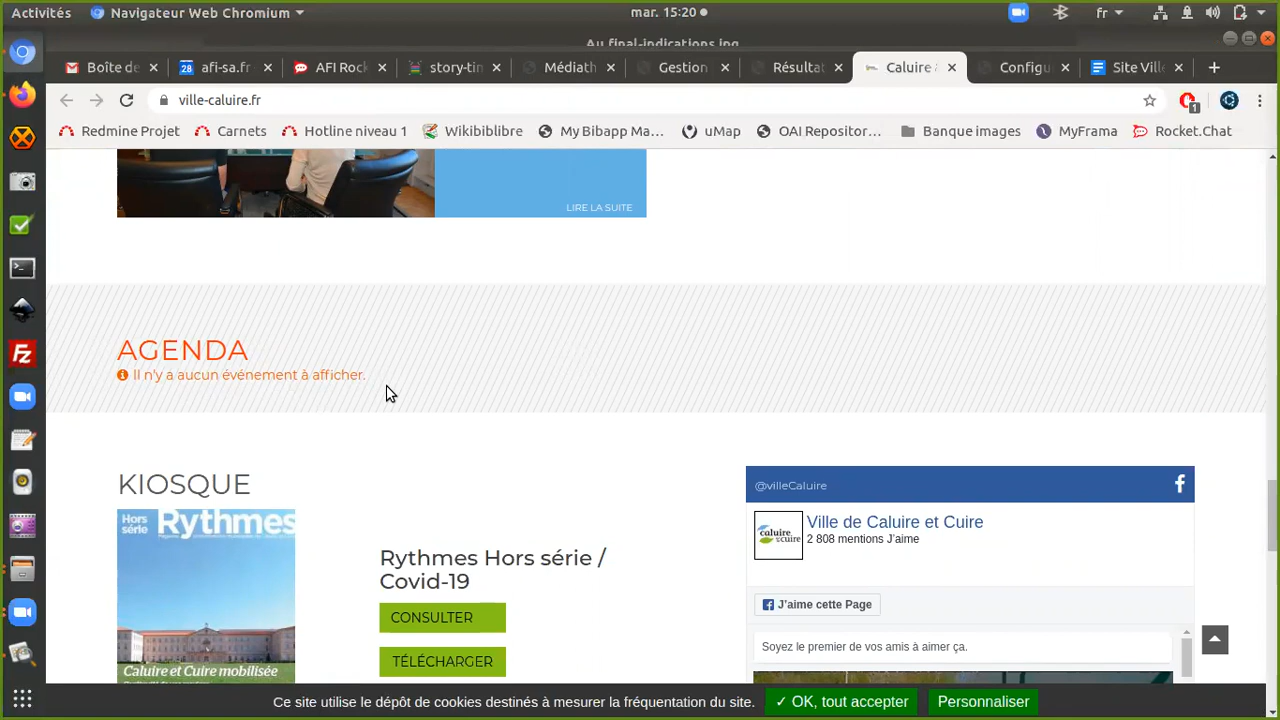 Activités
Navigateur Web Chromium
mar. 15:20
fr
Au final-indications.jpg
Boîte de
28
afi-sa.fr
AFI Rock
story-tin
Médiath
Gestion
Résultat
Caluire
Configu
Site Vill
ville-caluire.fr
1
Redmine Projet
Carnets
Hotline niveau 1
Wikibiblibre
My Bibapp Ma...
uMap
OAI Repositor...
Banque images
MyFrama
Rocket.Chat
LIRE LA SUITE
AGENDA
Il n'y a aucun événement à afficher.
KIOSQUE
Hors série
Rythmes
Caluire et Cuire mobilisée
Rythmes Hors série /
Covid-19
CONSULTER
TÉLÉCHARGER
@villeCaluire
caluire
cuire
Ville de Caluire et Cuire
2 808 mentions J'aime
J'aime cette Page
Soyez le premier de vos amis à aimer ça.
Ce site utilise le dépôt de cookies destinés à mesurer la fréquentation du site.
✓ OK, tout accepter
Personnaliser